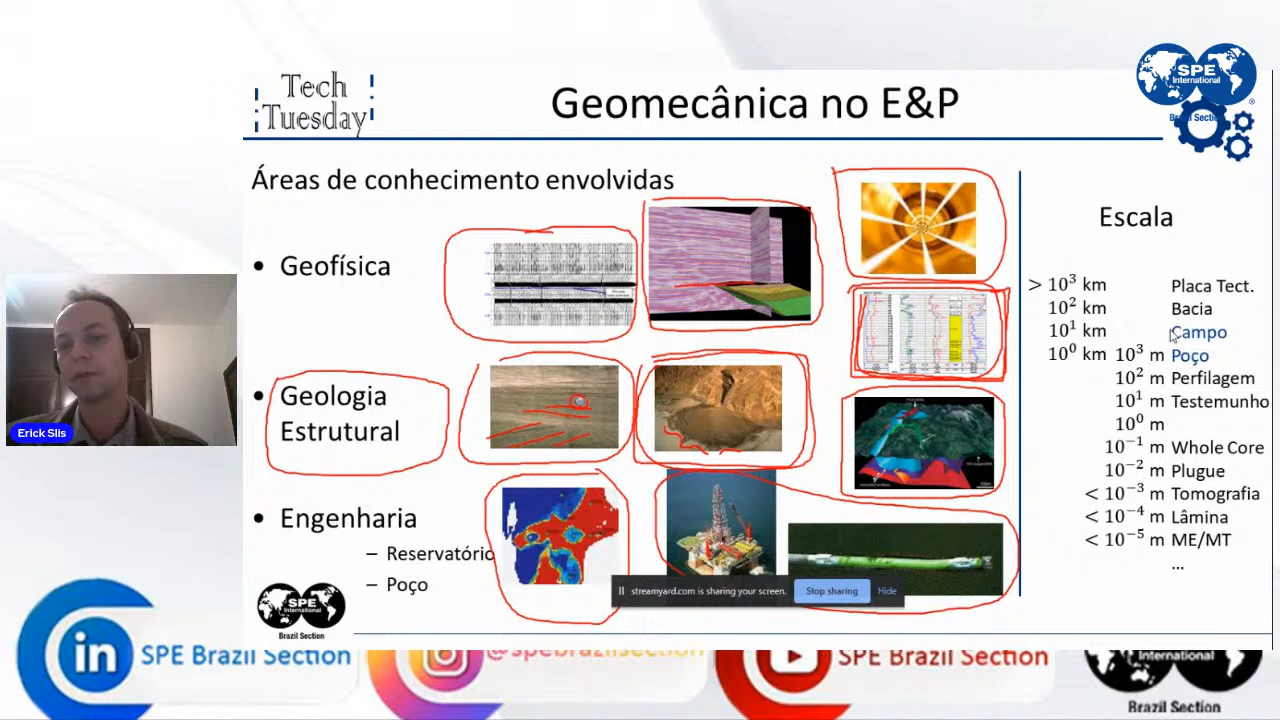 Tech
Tuesday
Geomecânica no E&P
SPE
International
®
Brazil Section
Áreas de conhecimento envolvidas
• Geofísica
• Geologia
Estrutural
• Engenharia
– Reservatório
– Poço
Escala
> 10³ km Placa Tect.
10² km Bacia
10¹ km Campo
10⁰ km 10³ m Poço
10² m Perfilagem
10¹ m Testemunho
10⁰ m
10⁻¹ m Whole Core
10⁻² m Plugue
< 10⁻³ m Tomografia
< 10⁻⁴ m Lâmina
< 10⁻⁵ m ME/MT
...
Erick Slis
streamyard.com is sharing your screen.
Stop sharing
Hide
SPE
International
Brazil Section
in
SPE Brazil Section
@spebrazilsection
SPE Brazil Section
International
Brazil Section